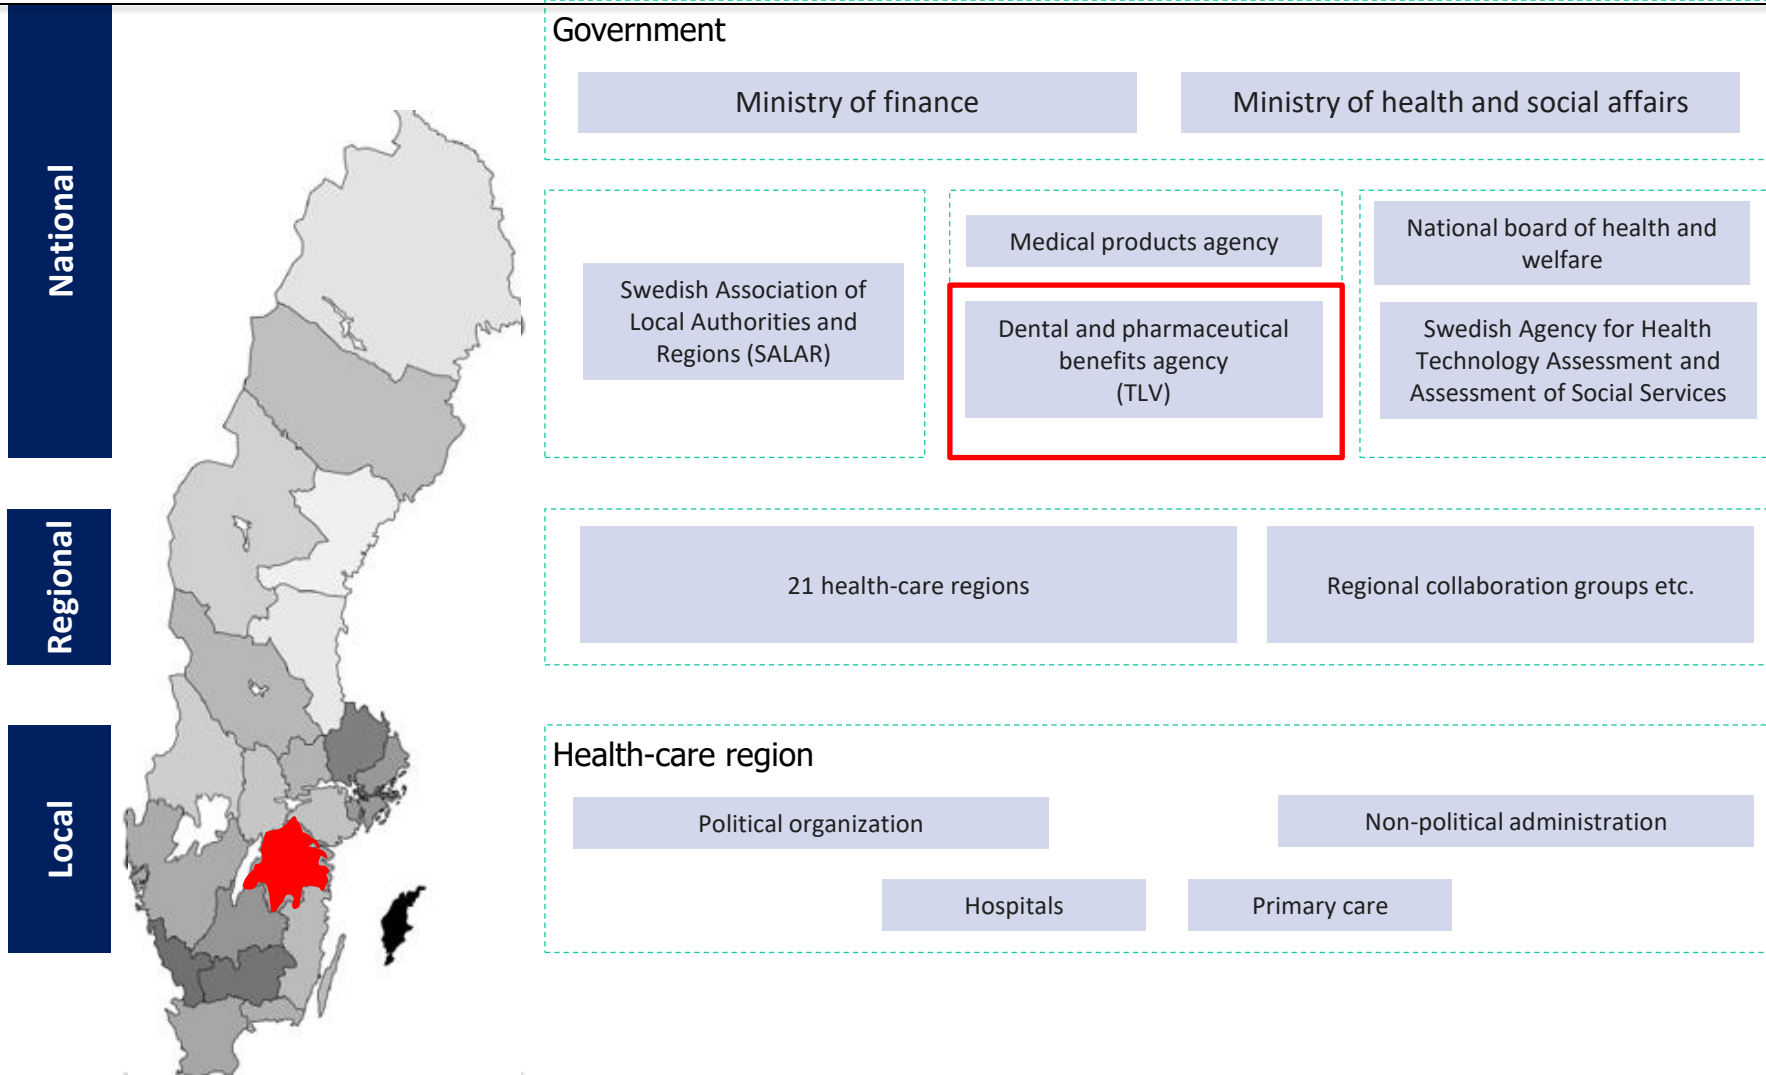 Government
Ministry of finance
Ministry of health and social affairs
National
Swedish Association of
Local Authorities and
Regions (SALAR)
Medical products agency
Dental and pharmaceutical
benefits agency
(TLV)
National board of health and
welfare
Swedish Agency for Health
Technology Assessment and
Assessment of Social Services
Regional
21 health-care regions
Regional collaboration groups etc.
Local
Health-care region
Political organization
Non-political administration
Hospitals
Primary care